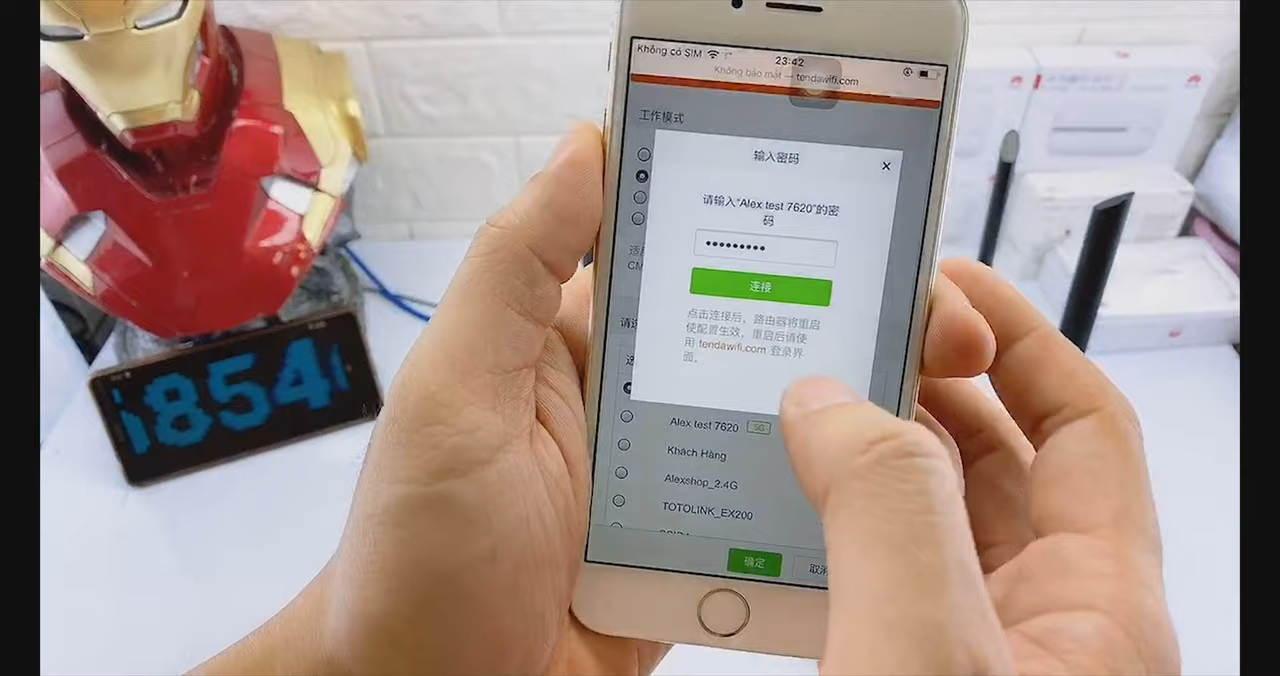 Không có SIM
23:42
Không bảo mật — tendawifi.com
工作模式
输入密码
×
请输入“Alex test 7620”的密
码
•••••••••
连接
点击连接后，路由器将重启
使配置生效，重启后请使
用 tendawifi.com 登录界
面。
Alex test 7620 5G
Khách Hàng
Alexshop_2.4G
TOTOLINK_EX200
确定
取消
854